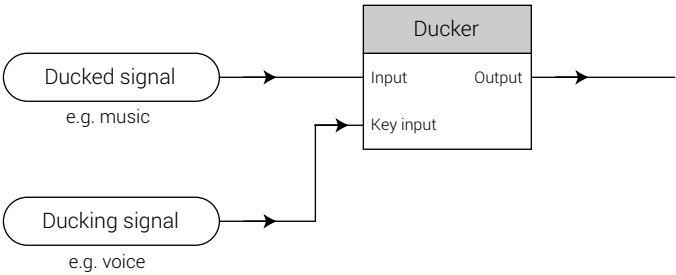 Ducker
Ducked signal
e.g. music
Input
Output
Key input
Ducking signal
e.g. voice